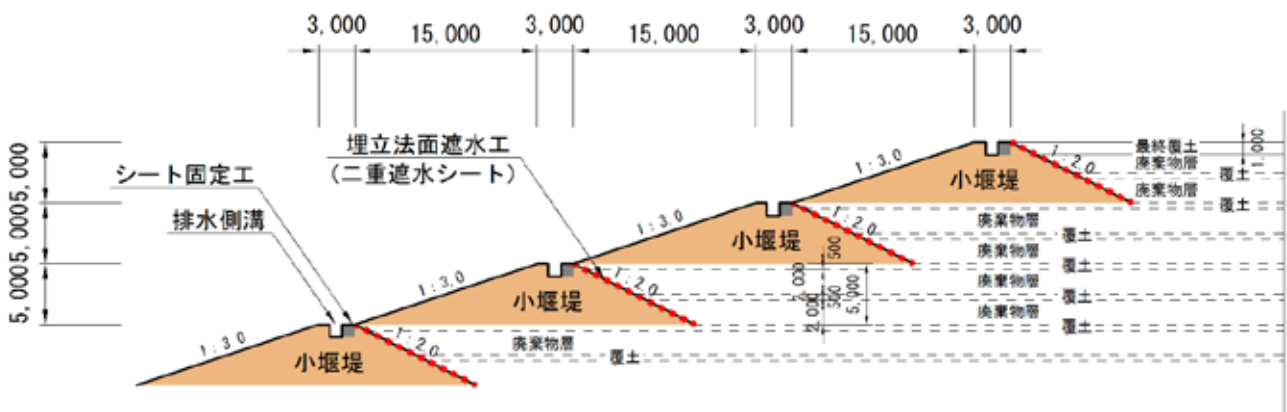 3,000
3,000
3,000
3,000
15,000
15,000
15,000
5,000
5,000
5,000
シート固定工
排水側溝
埋立法面遮水工
(二重遮水シート)
1:3.0
小堰堤
1:2.0
最終覆土
廃棄物層
覆土
廃棄物層
覆土
1,000
1:3.0
小堰堤
1:2.0
廃棄物層
覆土
廃棄物層
覆土
1:3.0
小堰堤
1:2.0
500
2,000
500
2,000
5,000
廃棄物層
覆土
廃棄物層
覆土
1:3.0
小堰堤
1:2.0
廃棄物層
覆土